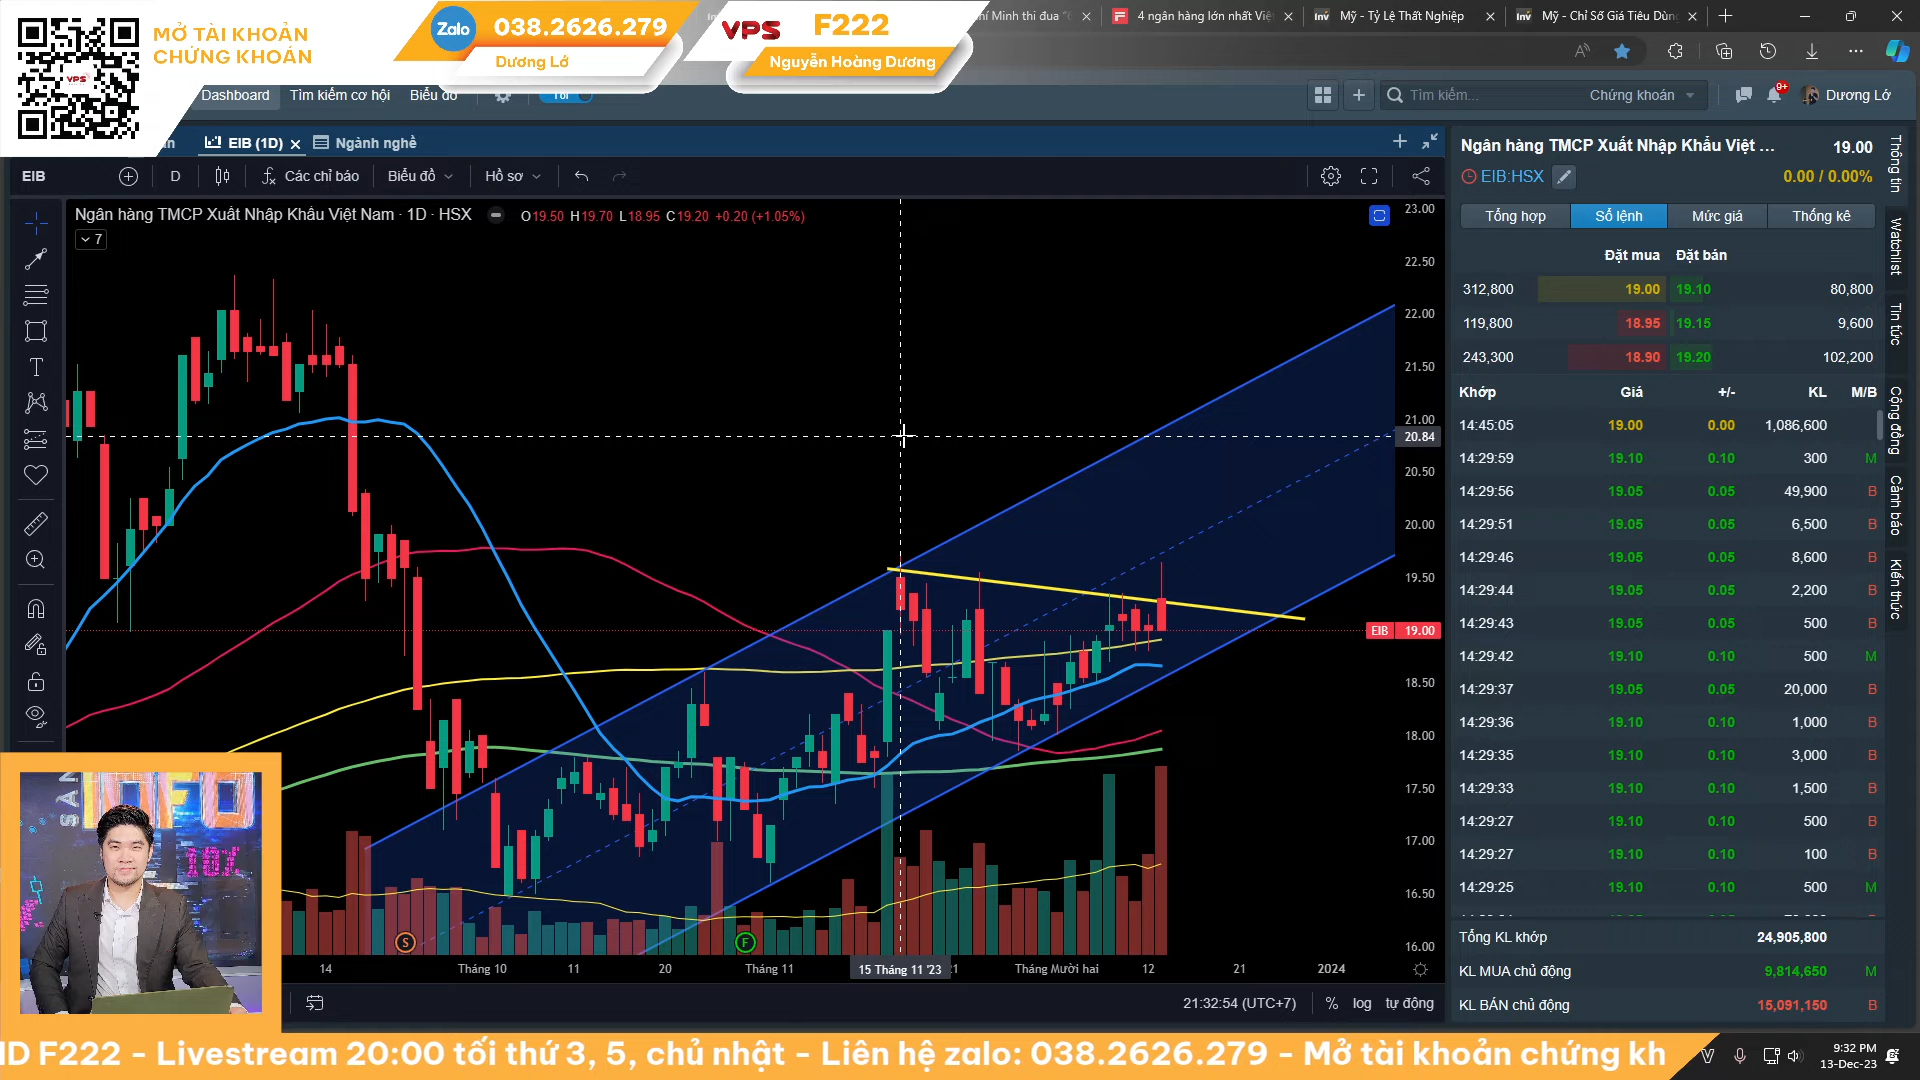 MỞ TÀI KHOẢN
CHỨNG KHOÁN
VPS
Zalo 038.2626.279
Dương Lớ
VPS F222
Nguyễn Hoàng Dương
4 ngân hàng lớn nhất Việ
Mỹ - Tỷ Lệ Thất Nghiệp
Mỹ - Chỉ Số Giá Tiêu Dùng
Dashboard Tìm kiếm cơ hội Biểu đồ Tối
Tìm kiếm... Chứng khoán 9+ Dương Lớ
EIB (1D) Ngành nghề
EIB D Các chỉ báo Biểu đồ Hồ sơ
Ngân hàng TMCP Xuất Nhập Khẩu Việt Nam · 1D · HSX O19.50 H19.70 L18.95 C19.20 +0.20 (+1.05%)
7
23.00
22.50
22.00
21.50
21.00
20.84
20.50
20.00
19.50
EIB 19.00
18.50
18.00
17.50
17.00
16.50
16.00
S F
14 Tháng 10 11 20 Tháng 11 15 Tháng 11 '23 21 Tháng Mười hai 12 21 2024
21:32:54 (UTC+7) % log tự động
Ngân hàng TMCP Xuất Nhập Khẩu Việt ... 19.00
EIB:HSX 0.00 / 0.00%
Tổng hợp Sổ lệnh Mức giá Thống kê
Đặt mua Đặt bán
312,800 19.00 19.10 80,800
119,800 18.95 19.15 9,600
243,300 18.90 19.20 102,200
Khớp Giá +/- KL M/B
14:45:05 19.00 0.00 1,086,600
14:29:59 19.10 0.10 300 M
14:29:56 19.05 0.05 49,900 B
14:29:51 19.05 0.05 6,500 B
14:29:46 19.05 0.05 8,600 B
14:29:44 19.05 0.05 2,200 B
14:29:43 19.05 0.05 500 B
14:29:42 19.10 0.10 500 M
14:29:37 19.05 0.05 20,000 B
14:29:36 19.10 0.10 1,000 B
14:29:35 19.10 0.10 3,000 B
14:29:33 19.10 0.10 1,500 B
14:29:27 19.10 0.10 500 B
14:29:27 19.10 0.10 100 B
14:29:25 19.10 0.10 500 M
Tổng KL khớp 24,905,800
KL MUA chủ động 9,814,650 M
KL BÁN chủ động 15,091,150 B
Thông tin
Watchlist
Tin tức
Cộng đồng
Cảnh báo
Kiến thức
ID F222 - Livestream 20:00 tối thứ 3, 5, chủ nhật - Liên hệ zalo: 038.2626.279 - Mở tài khoản chứng kh
9:32 PM
13-Dec-23